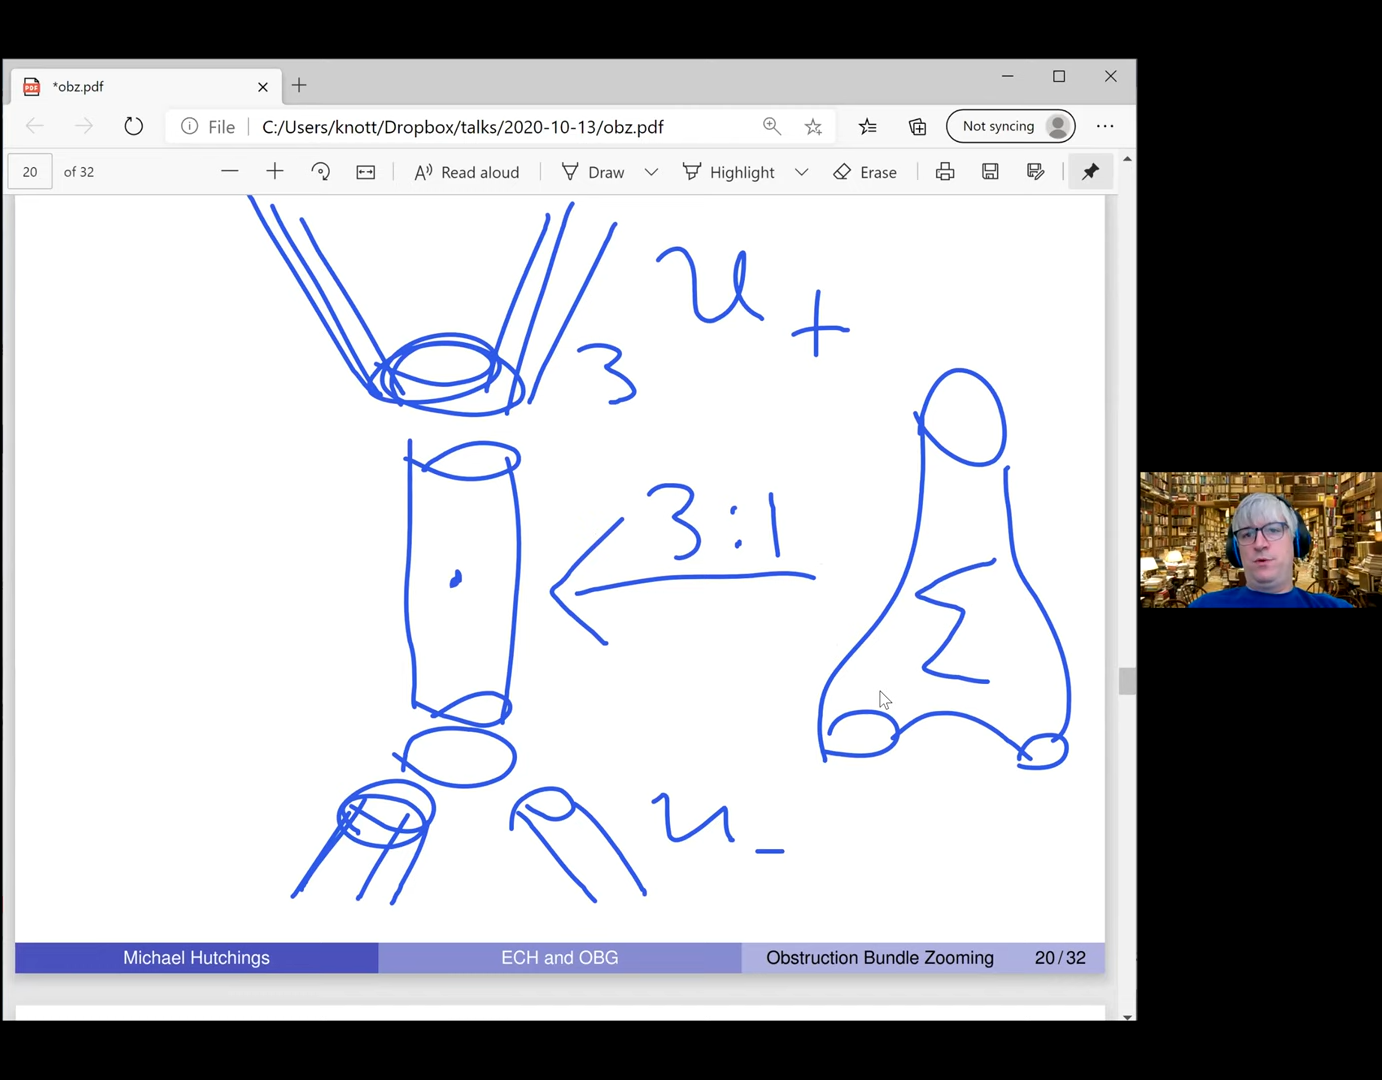 *obz.pdf
File C:/Users/knott/Dropbox/talks/2020-10-13/obz.pdf Not syncing
20 of 32 Read aloud Draw Highlight Erase
u+
3
3:1
Σ
u-
Michael Hutchings ECH and OBG Obstruction Bundle Zooming 20/32